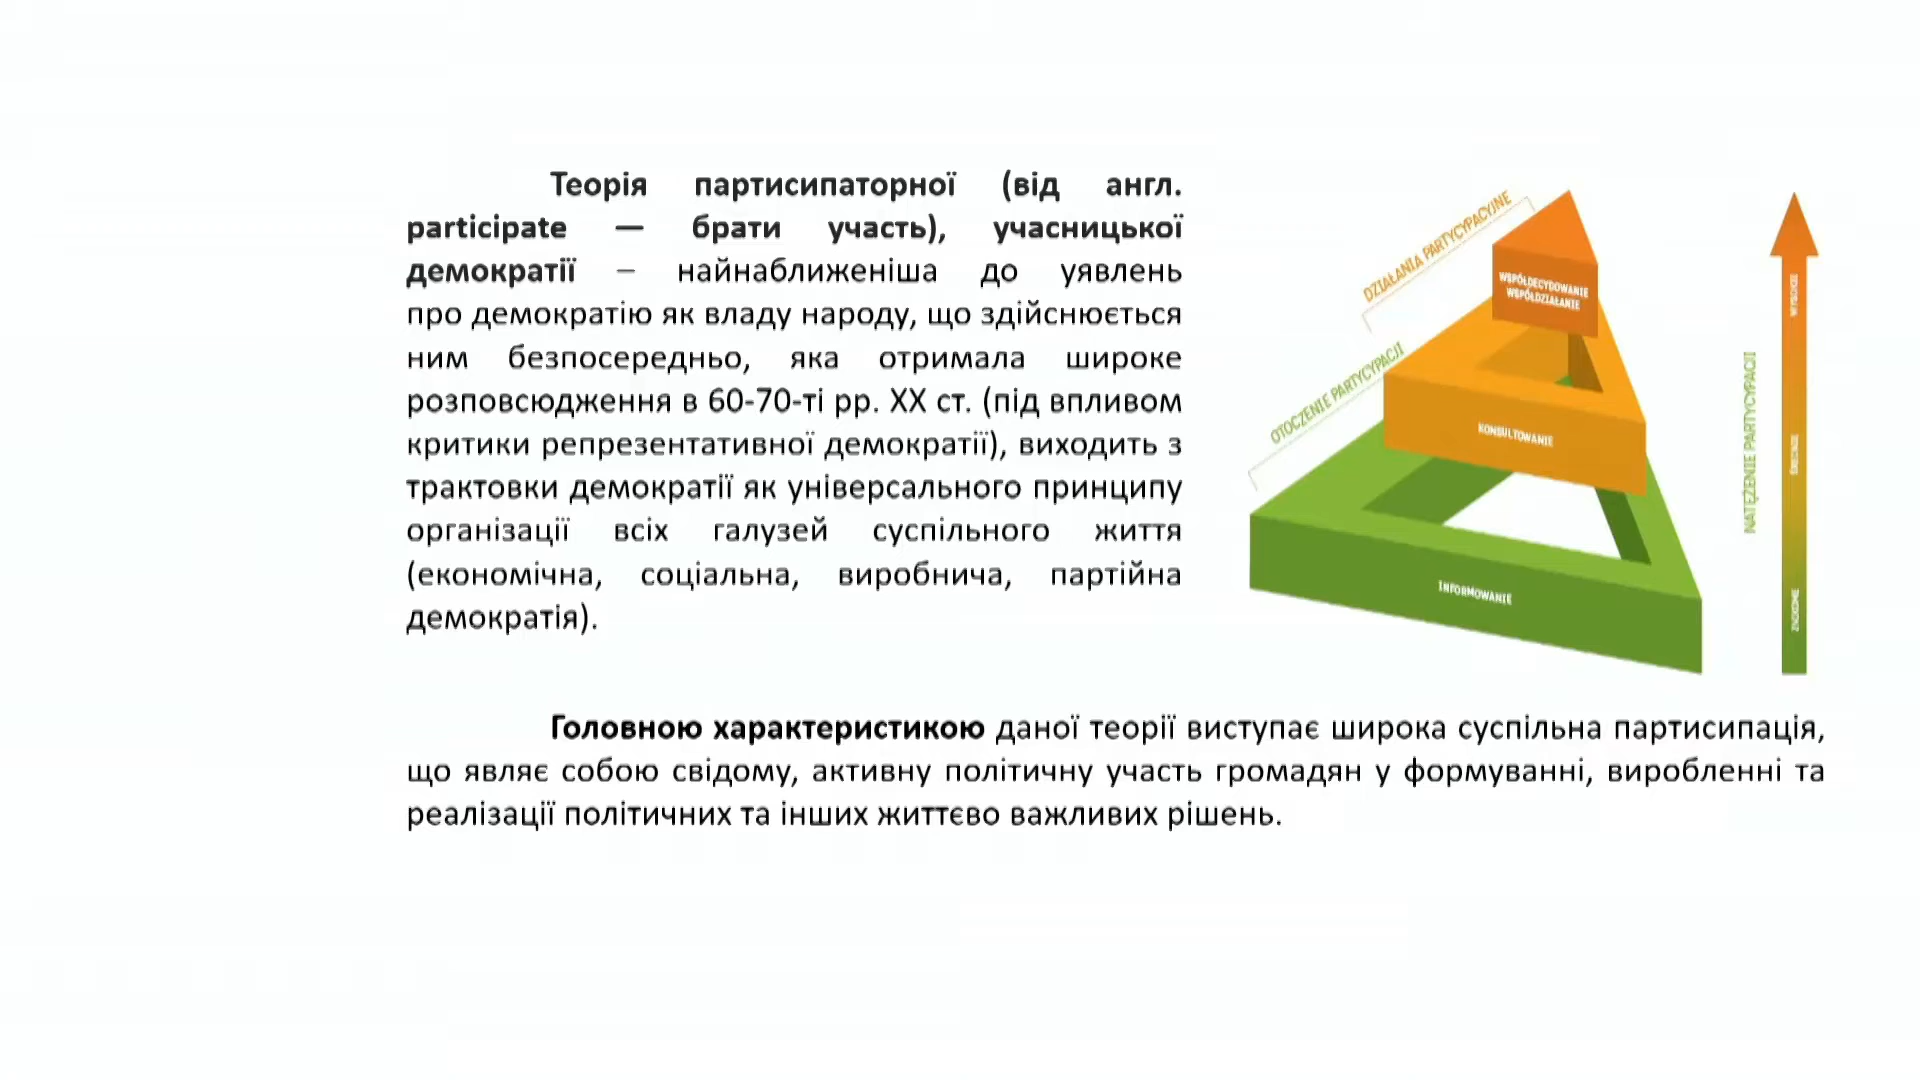 Теорія партисипаторної (від англ.
participate — брати участь), учасницької
демократії – найнаближеніша до уявлень
про демократію як владу народу, що здійснюється
ним безпосередньо, яка отримала широке
розповсюдження в 60-70-ті рр. ХХ ст. (під впливом
критики репрезентативної демократії), виходить з
трактовки демократії як універсального принципу
організації всіх галузей суспільного життя
(економічна, соціальна, виробнича, партійна
демократія).
DZIAŁANIA PARTYCYPACYJNE
OTOCZENIE PARTYCYPACJI
WSPÓŁDECYDOWANIE
WSPÓŁDZIAŁANIE
KONSULTOWANIE
INFORMOWANIE
NATĘŻENIE PARTYCYPACJI
Головною характеристикою даної теорії виступає широка суспільна партисипація,
що являє собою свідому, активну політичну участь громадян у формуванні, виробленні та
реалізації політичних та інших життєво важливих рішень.